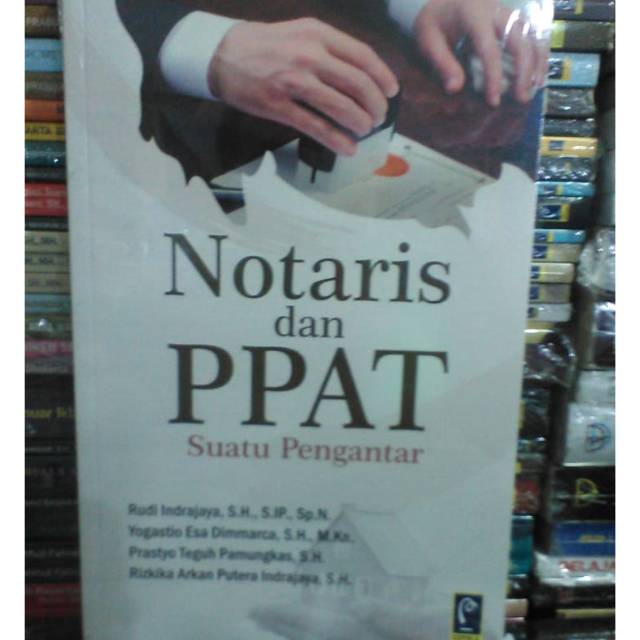 Notaris
dan
PPAT
Suatu Pengantar
Rudi Indrajaya, S.H., S.IP., Sp.N.
Yogastio Esa Dimmarca, S.H., M.Kn.
Prastyo Teguh Pamungkas, S.H.
Rizkika Arkan Putera Indrajaya, S.H.